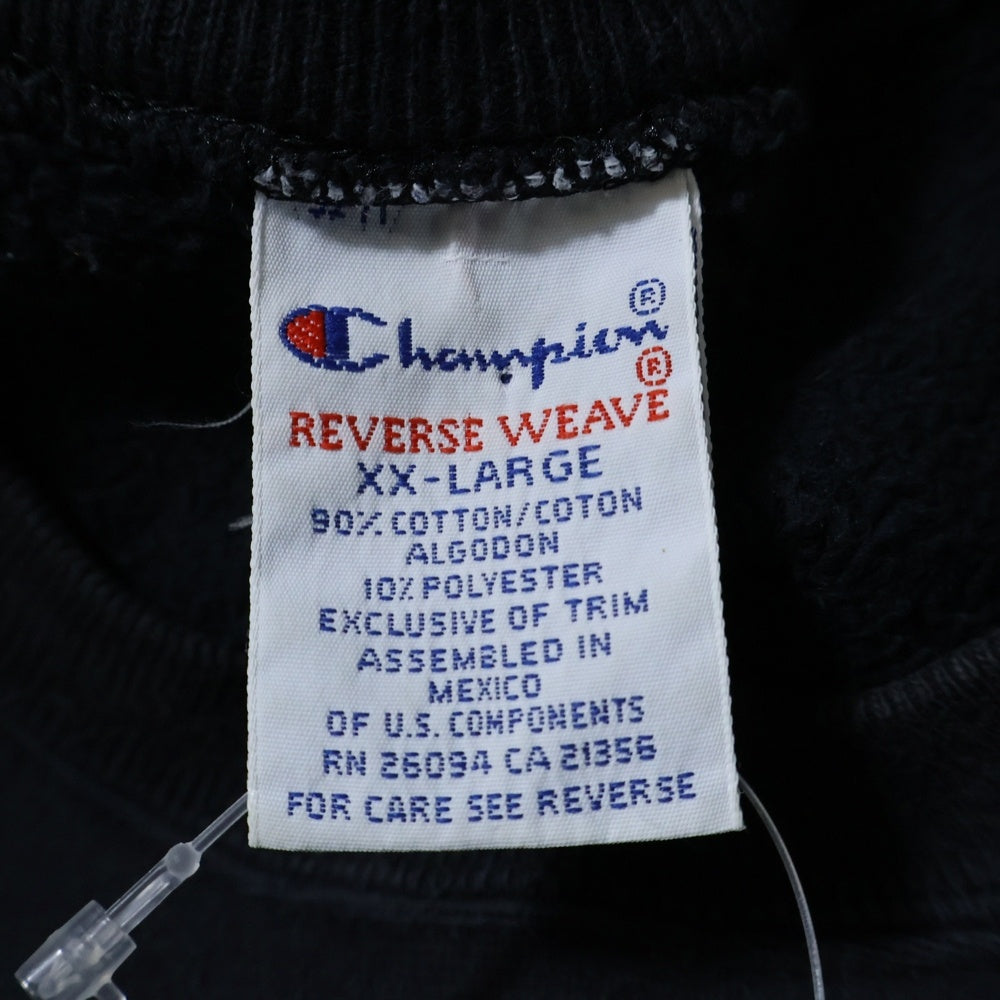 Champion ®
REVERSE WEAVE ®
XX-LARGE
90% COTTON/COTON
ALGODON
10% POLYESTER
EXCLUSIVE OF TRIM
ASSEMBLED IN
MEXICO
OF U.S. COMPONENTS
RN 26094 CA 21356
FOR CARE SEE REVERSE